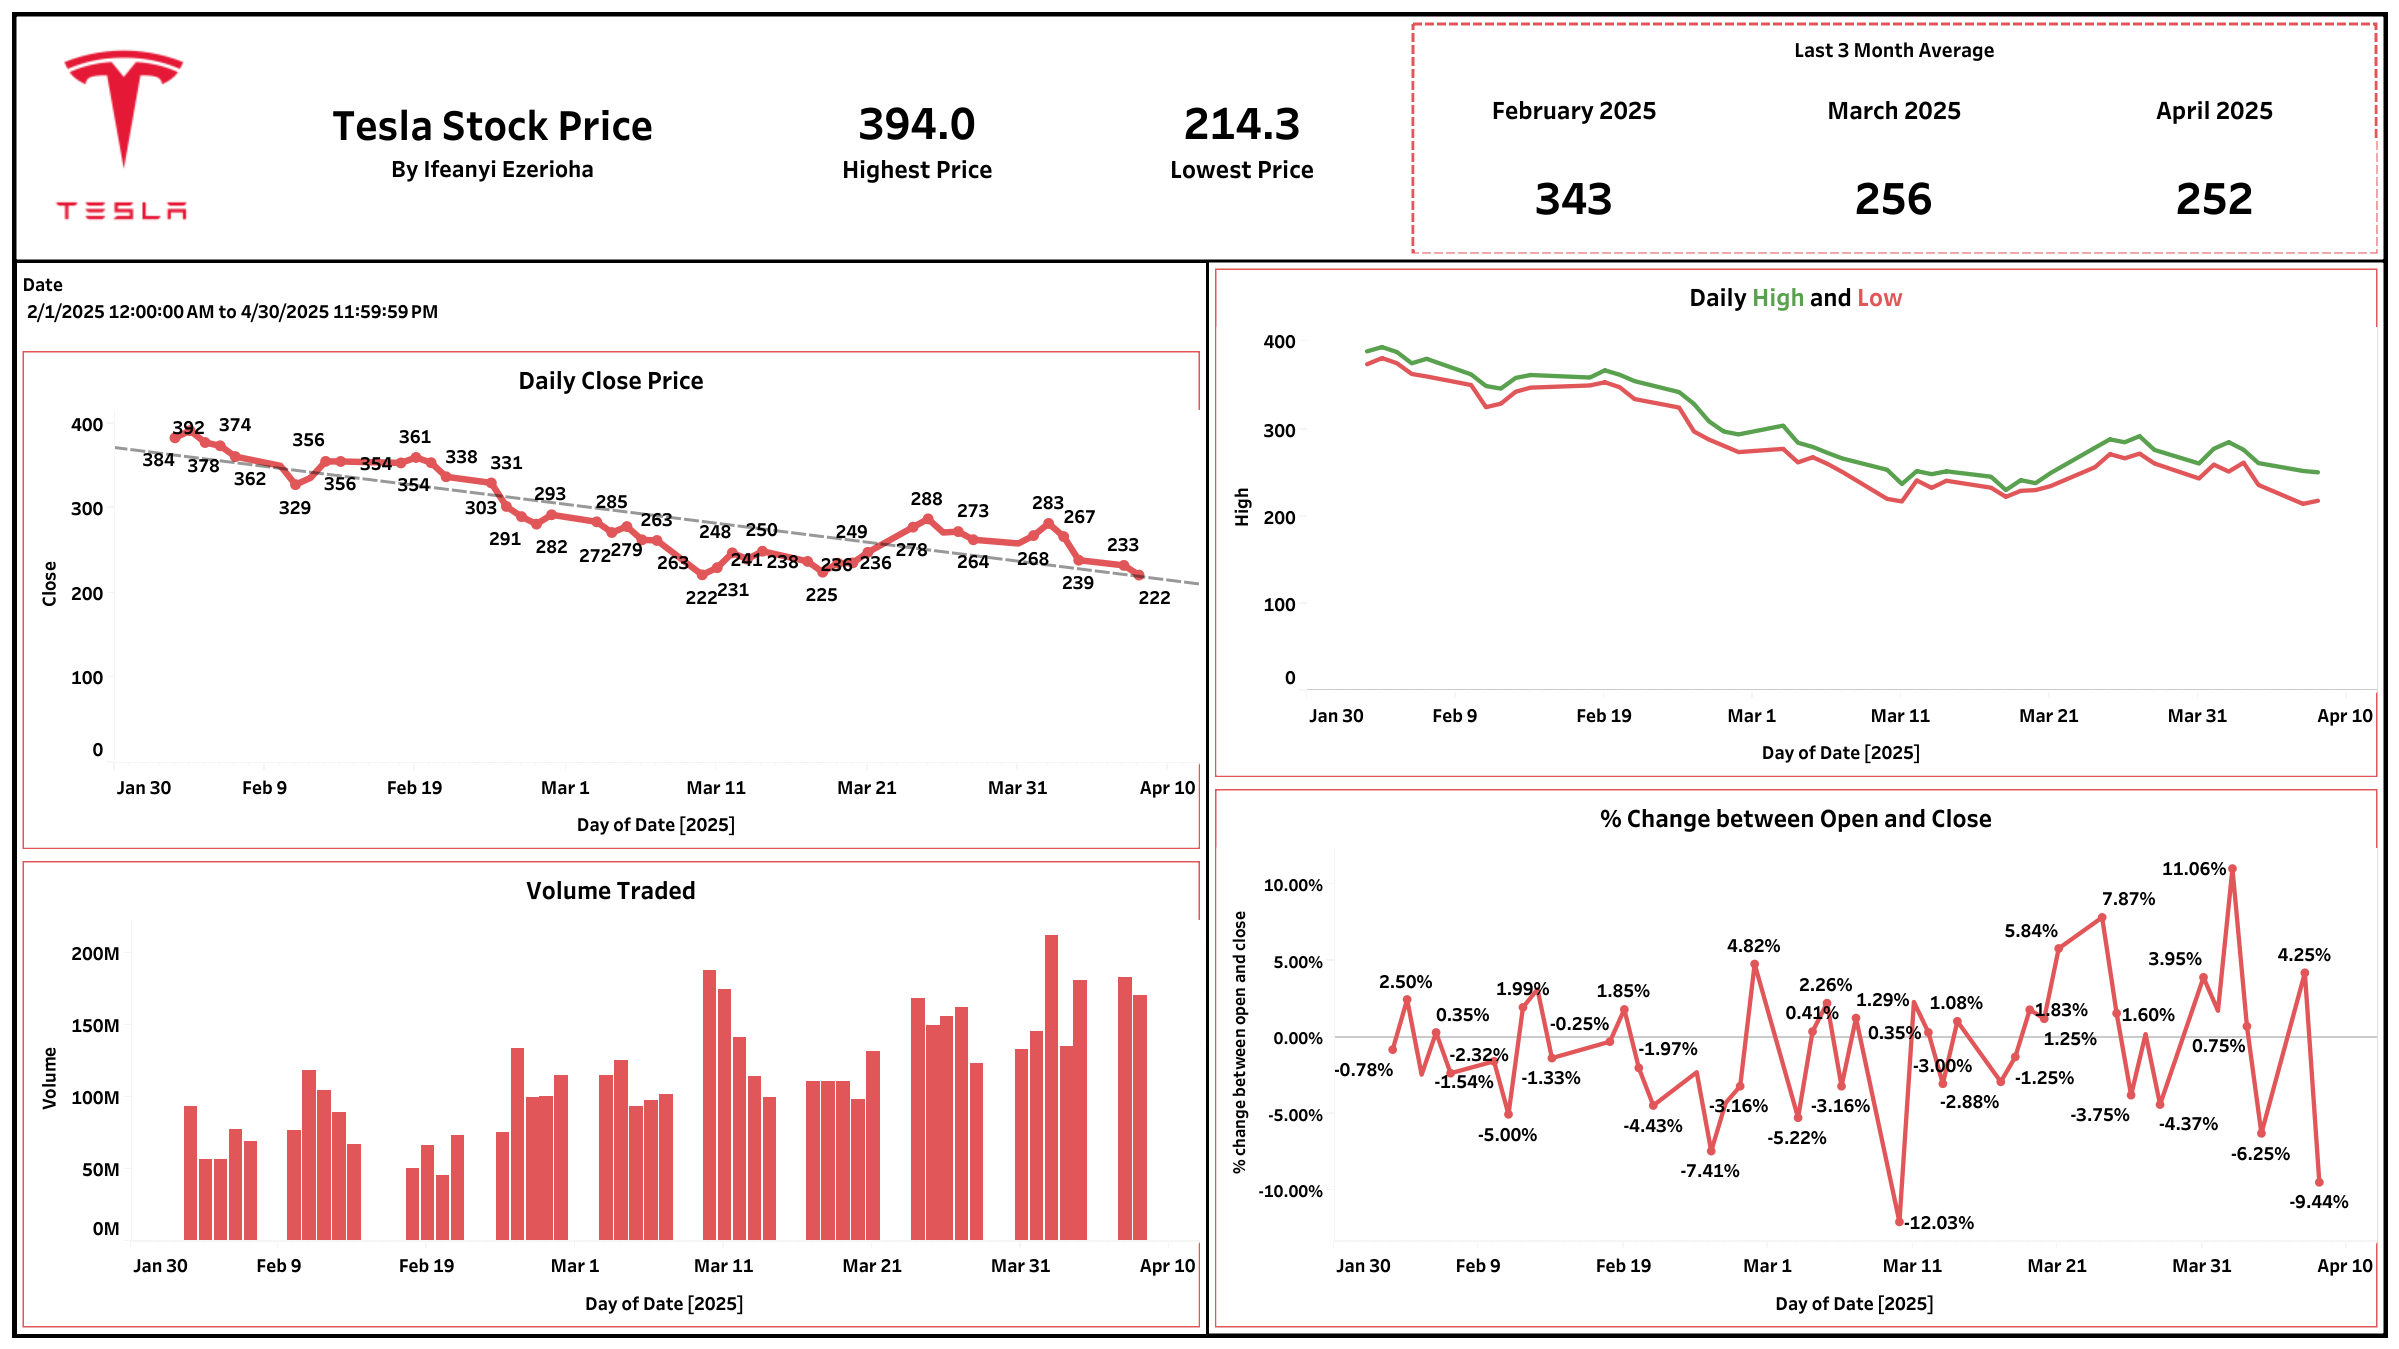 TESLA
Tesla Stock Price
By Ifeanyi Ezerioha
394.0
Highest Price
214.3
Lowest Price
Last 3 Month Average
February 2025
March 2025
April 2025
343
256
252
Date
2/1/2025 12:00:00 AM to 4/30/2025 11:59:59 PM
Daily Close Price
Close
400
300
200
100
0
384
392
378
374
362
329
356
356
354
361
354
338
331
303
291
282
293
272
285
279
263
263
222
231
248
241
250
238
225
236
236
249
278
288
273
264
268
283
267
239
233
222
Jan 30
Feb 9
Feb 19
Mar 1
Mar 11
Mar 21
Mar 31
Apr 10
Day of Date [2025]
Volume Traded
Volume
200M
150M
100M
50M
0M
Jan 30
Feb 9
Feb 19
Mar 1
Mar 11
Mar 21
Mar 31
Apr 10
Day of Date [2025]
Daily High and Low
High
400
300
200
100
0
Jan 30
Feb 9
Feb 19
Mar 1
Mar 11
Mar 21
Mar 31
Apr 10
Day of Date [2025]
% Change between Open and Close
% change between open and close
10.00%
5.00%
0.00%
-5.00%
-10.00%
-0.78%
2.50%
0.35%
-2.32%
-1.54%
-5.00%
1.99%
-1.33%
-0.25%
1.85%
-1.97%
-4.43%
-7.41%
-3.16%
4.82%
-5.22%
0.41%
2.26%
-3.16%
1.29%
-12.03%
0.35%
-3.00%
1.08%
-2.88%
-1.25%
1.83%
1.25%
5.84%
7.87%
1.60%
-3.75%
-4.37%
3.95%
11.06%
0.75%
-6.25%
4.25%
-9.44%
Jan 30
Feb 9
Feb 19
Mar 1
Mar 11
Mar 21
Mar 31
Apr 10
Day of Date [2025]